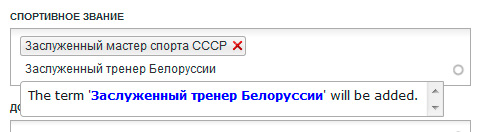 СПОРТИВНОЕ ЗВАНИЕ
Заслуженный мастер спорта СССР
Заслуженный тренер Белоруссии
The term 'Заслуженный тренер Белоруссии' will be added.